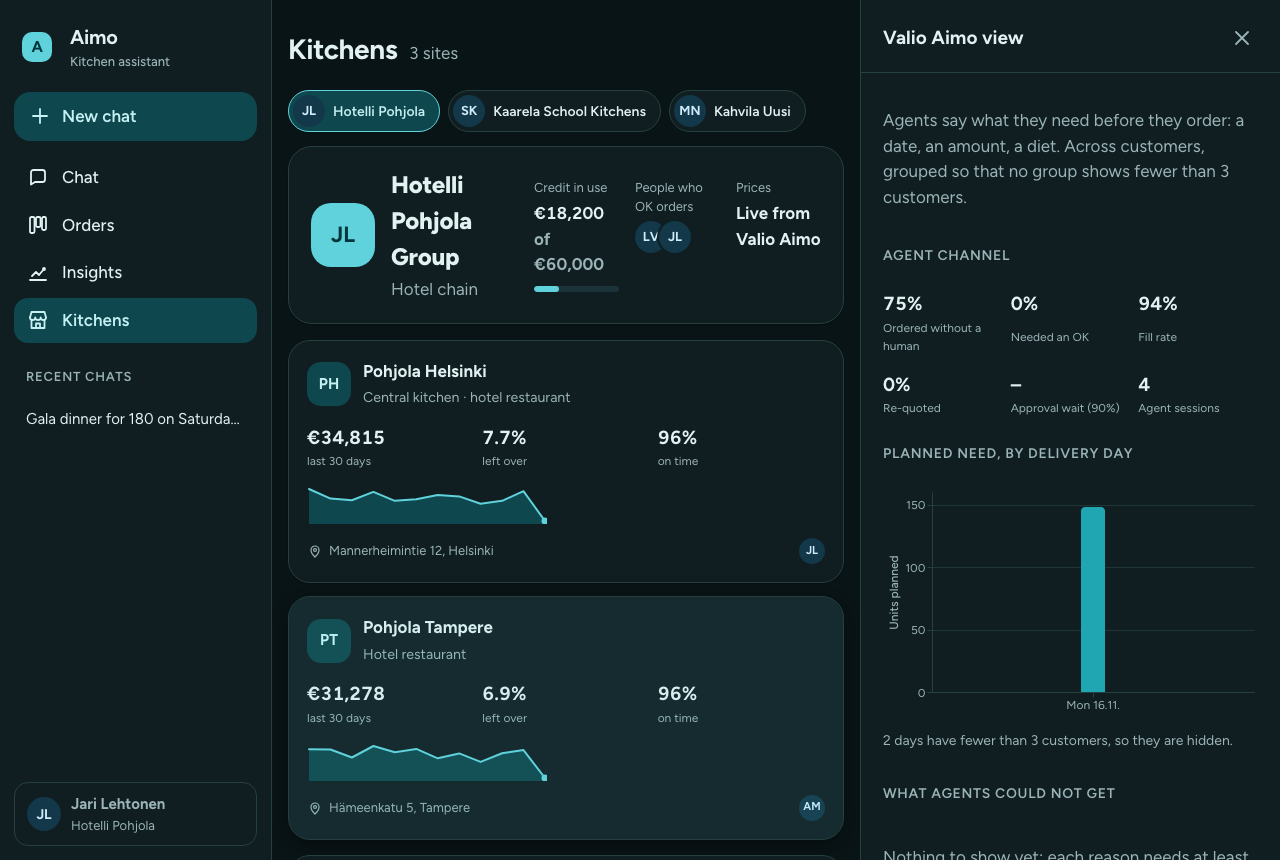 A
Aimo
Kitchen assistant
New chat
Chat
Orders
Insights
Kitchens
RECENT CHATS
Gala dinner for 180 on Saturda...
JL
Jari Lehtonen
Hotelli Pohjola
Kitchens 3 sites
JL Hotelli Pohjola
SK Kaarela School Kitchens
MN Kahvila Uusi
JL
Hotelli
Pohjola
Group
Hotel chain
Credit in use
€18,200
of
€60,000
People who
OK orders
LV JL
Prices
Live from
Valio Aimo
PH
Pohjola Helsinki
Central kitchen · hotel restaurant
€34,815 7.7% 96%
last 30 days left over on time
Mannerheimintie 12, Helsinki
JL
PT
Pohjola Tampere
Hotel restaurant
€31,278 6.9% 96%
last 30 days left over on time
Hämeenkatu 5, Tampere
AM
Valio Aimo view
Agents say what they need before they order: a
date, an amount, a diet. Across customers,
grouped so that no group shows fewer than 3
customers.
AGENT CHANNEL
75% 0% 94%
Ordered without a
human
Needed an OK
Fill rate
0% – 4
Re-quoted Approval wait (90%) Agent sessions
PLANNED NEED, BY DELIVERY DAY
150
100
50
0
Units planned
Mon 16.11.
2 days have fewer than 3 customers, so they are hidden.
WHAT AGENTS COULD NOT GET
Nothing to show yet: each reason needs at least